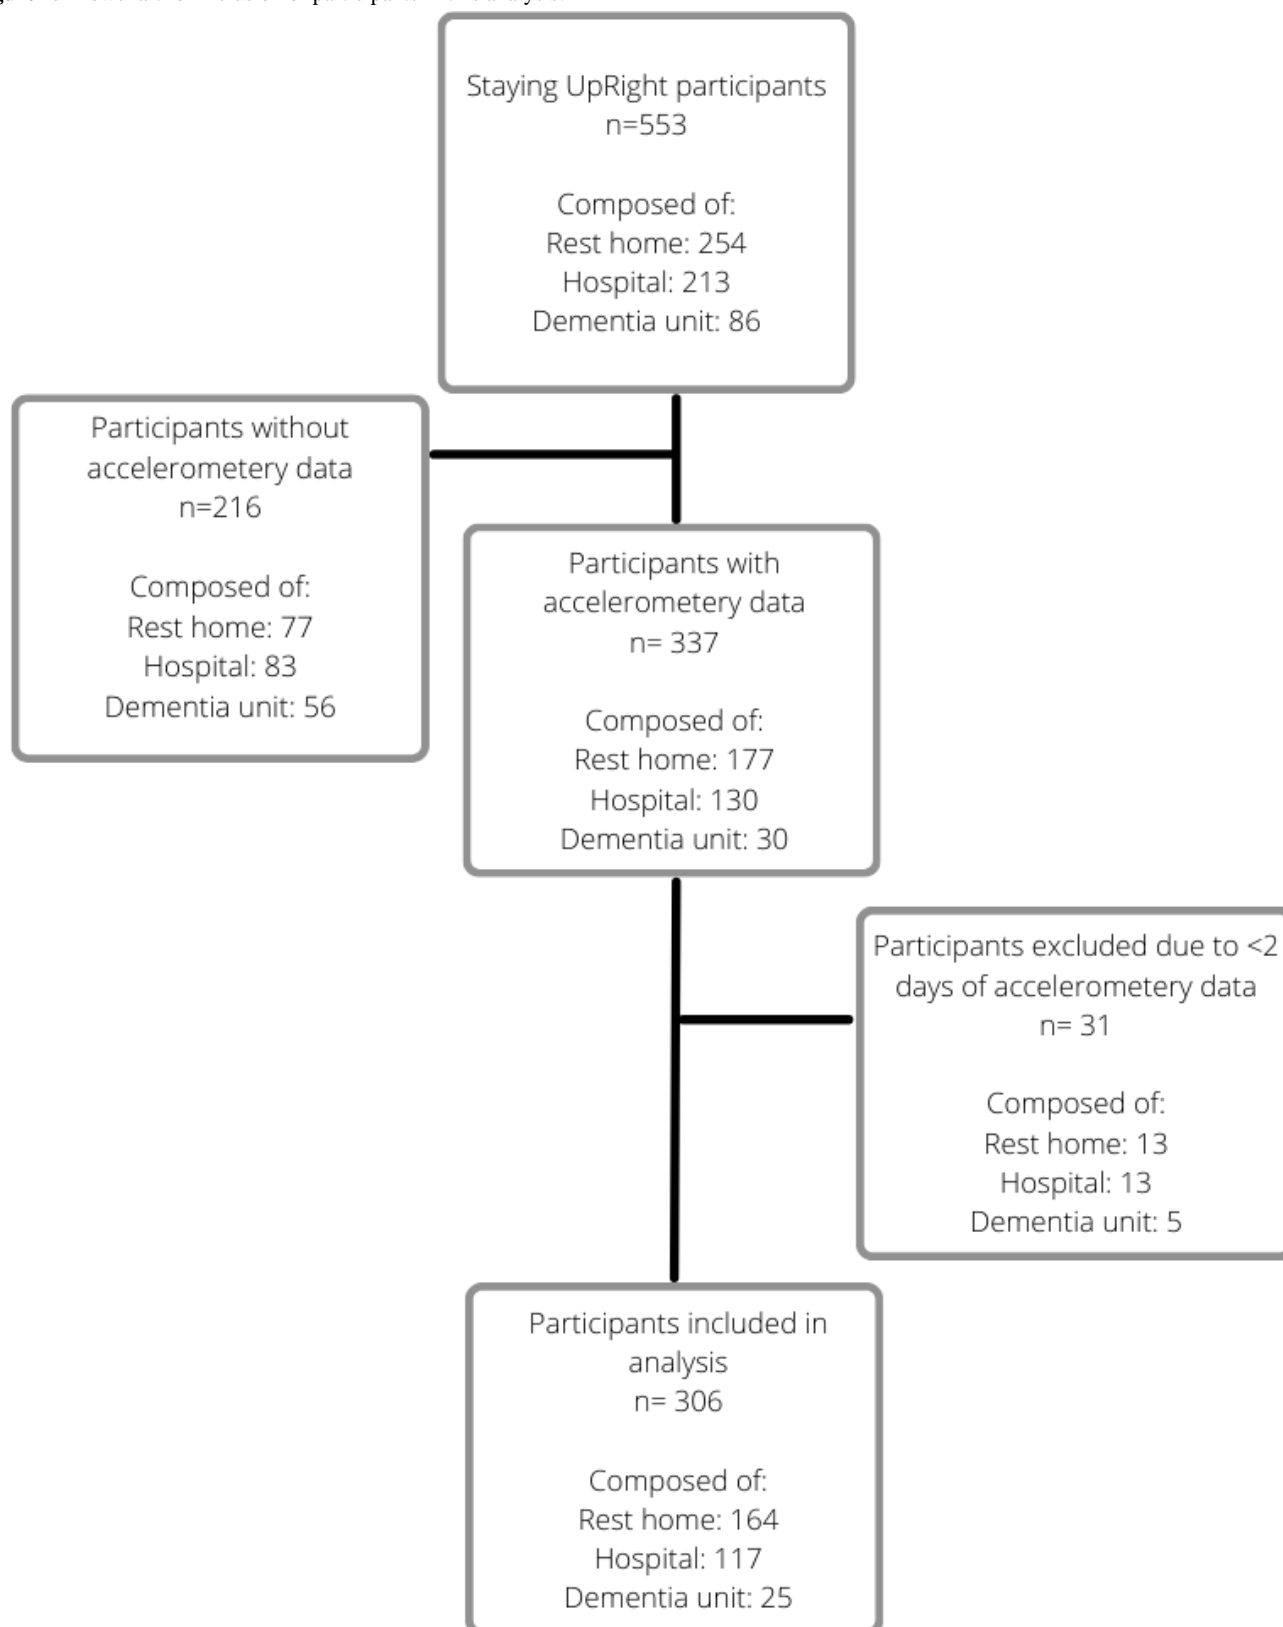 Staying UpRight participants
n=553
Composed of:
Rest home: 254
Hospital: 213
Dementia unit: 86
Participants without
accelerometery data
n=216
Composed of:
Rest home: 77
Hospital: 83
Dementia unit: 56
Participants with
accelerometery data
n= 337
Composed of:
Rest home: 177
Hospital: 130
Dementia unit: 30
Participants excluded due to <2
days of accelerometery data
n= 31
Composed of:
Rest home: 13
Hospital: 13
Dementia unit: 5
Participants included in
analysis
n= 306
Composed of:
Rest home: 164
Hospital: 117
Dementia unit: 25